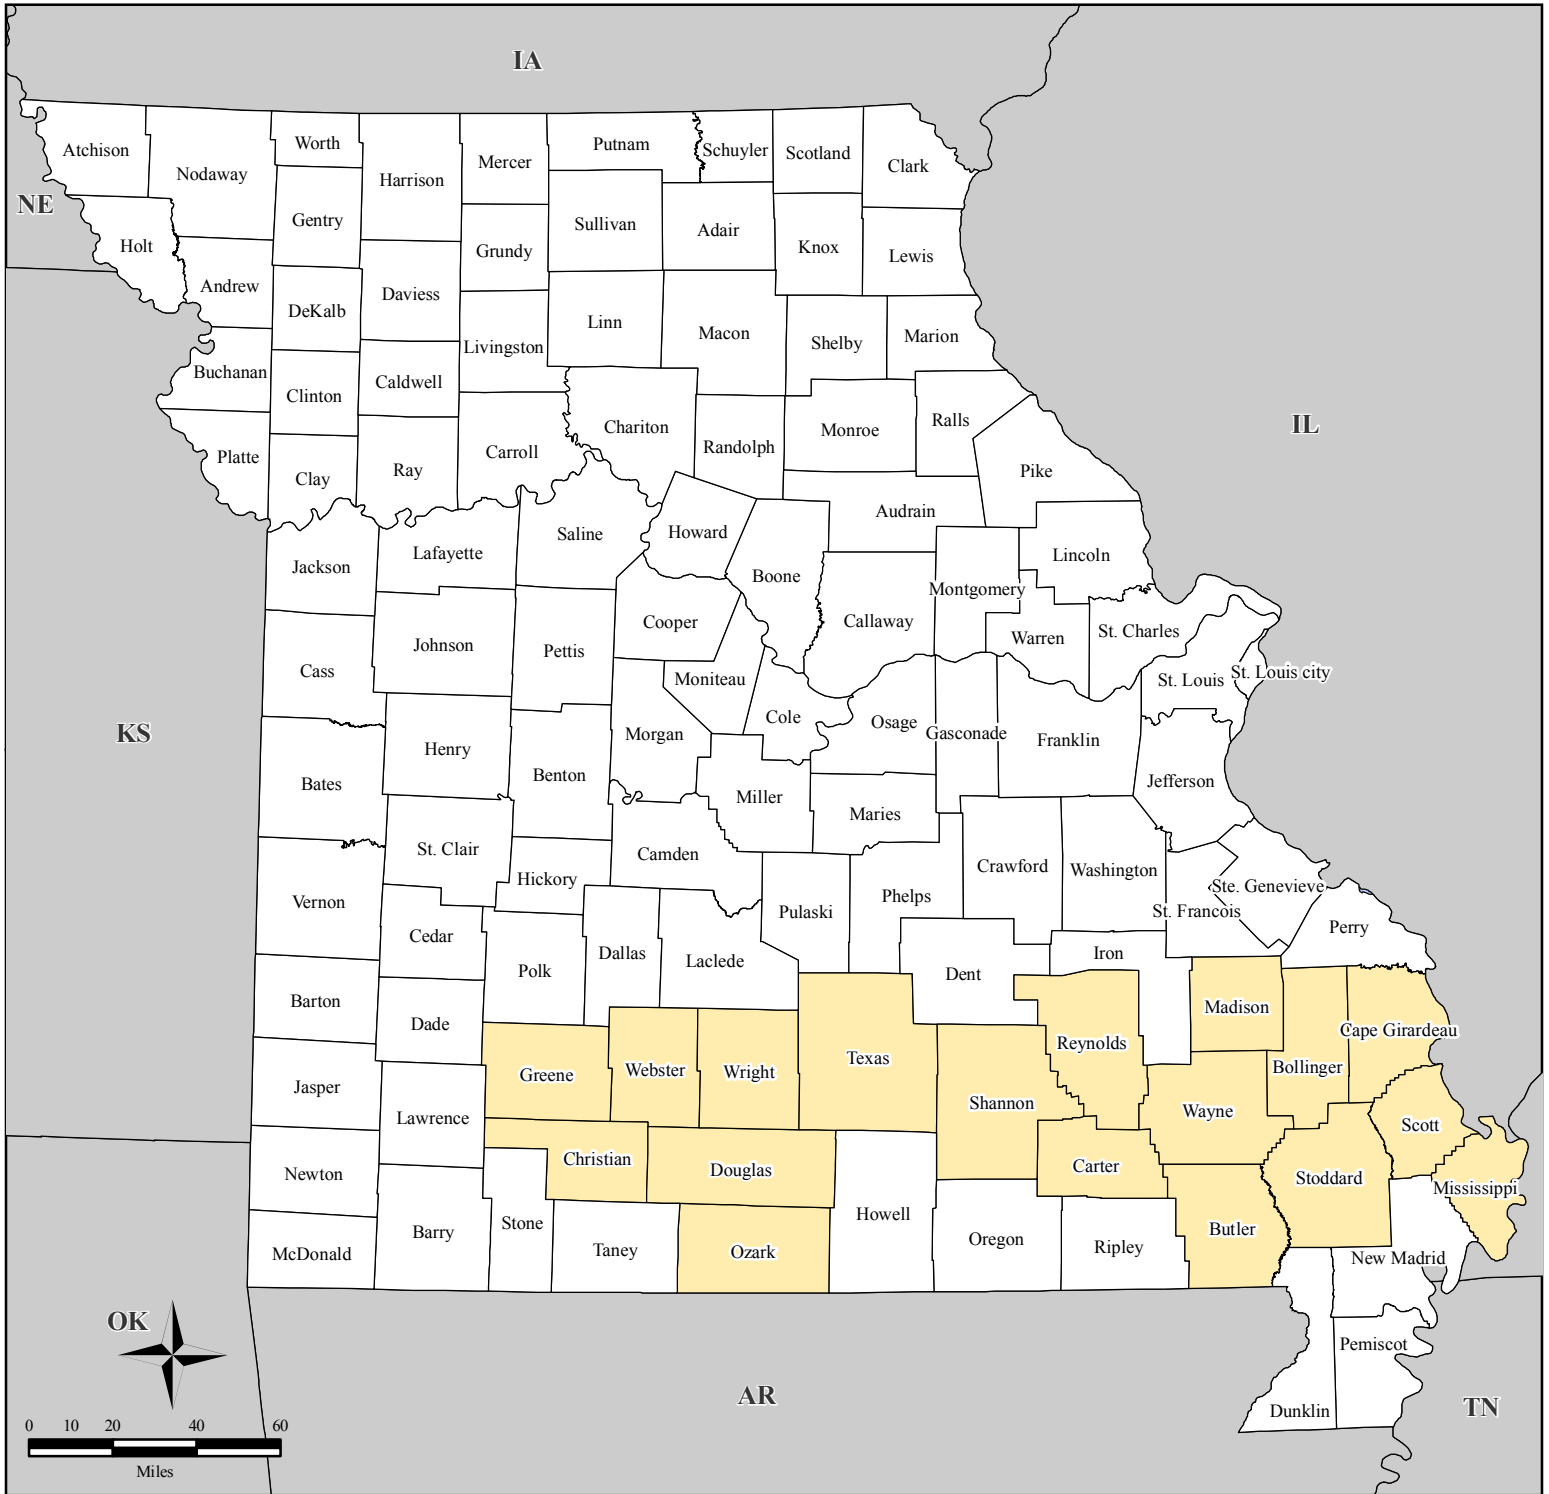 IA
Atchison
Nodaway
Worth
Harrison
Mercer
Putnam
Schuyler
Scotland
Clark
NE
Holt
Gentry
Grundy
Sullivan
Adair
Knox
Lewis
Andrew
DeKalb
Daviess
Livingston
Linn
Macon
Shelby
Marion
Buchanan
Clinton
Caldwell
Chariton
Randolph
Monroe
Ralls
IL
Platte
Clay
Ray
Carroll
Pike
Audrain
Jackson
Lafayette
Saline
Howard
Boone
Lincoln
Montgomery
Callaway
Cooper
Warren
St. Charles
Cass
Johnson
Pettis
Moniteau
St. Louis
St. Louis city
KS
Henry
Morgan
Cole
Osage
Gasconade
Franklin
Bates
Benton
Miller
Maries
Jefferson
St. Clair
Camden
Hickory
Crawford
Washington
Vernon
Pulaski
Phelps
Ste. Genevieve
St. Francois
Perry
Cedar
Polk
Dallas
Laclede
Dent
Iron
Barton
Dade
Madison
Cape Girardeau
Greene
Webster
Wright
Texas
Reynolds
Bollinger
Jasper
Lawrence
Shannon
Wayne
Scott
Newton
Christian
Douglas
Carter
Stoddard
Mississippi
McDonald
Barry
Stone
Taney
Ozark
Howell
Oregon
Ripley
Butler
New Madrid
OK
Pemiscot
AR
Dunklin
TN
0 10 20 40 60
Miles